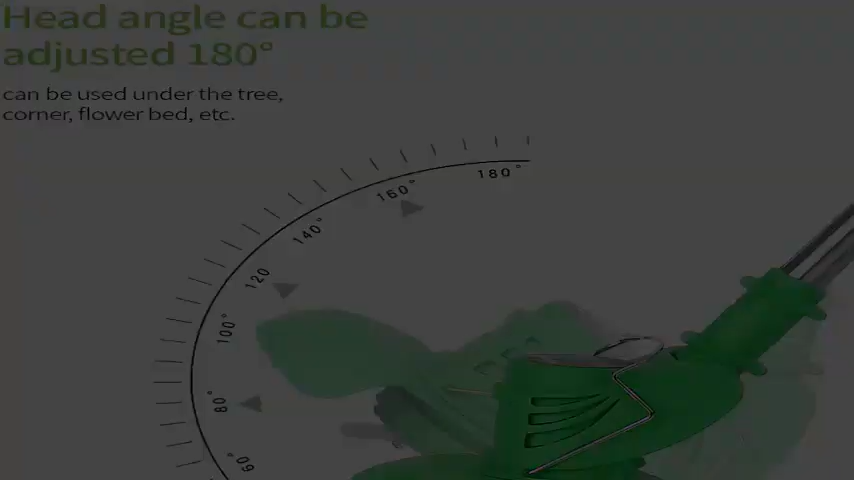 Head angle can be
adjusted 180°
can be used under the tree,
corner, flower bed, etc.
180°
160°
140°
120
100°
80°
60°